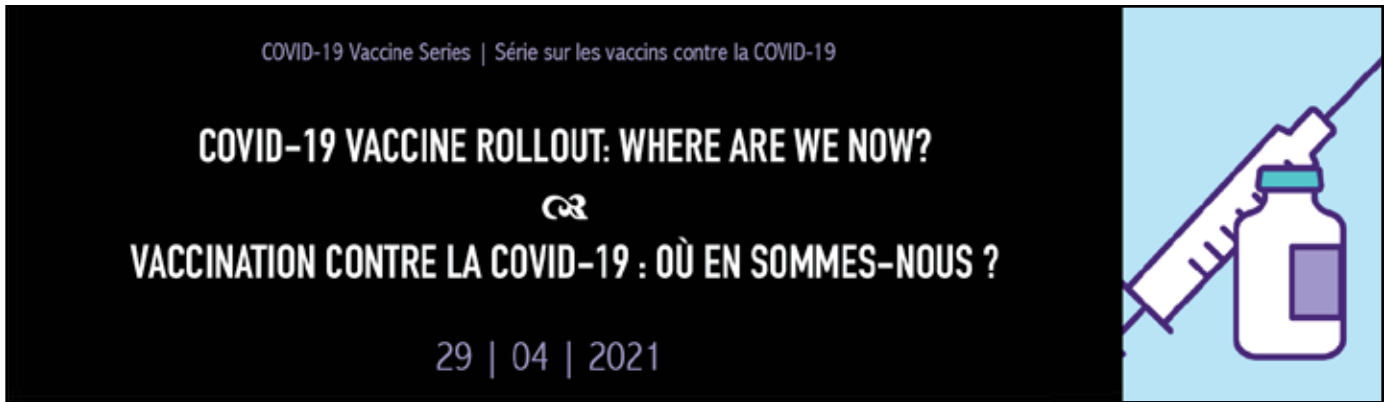 COVID-19 Vaccine Series | Série sur les vaccins contre la COVID-19
COVID-19 VACCINE ROLLOUT: WHERE ARE WE NOW?
VACCINATION CONTRE LA COVID-19 : OÙ EN SOMMES-NOUS ?
29 | 04 | 2021